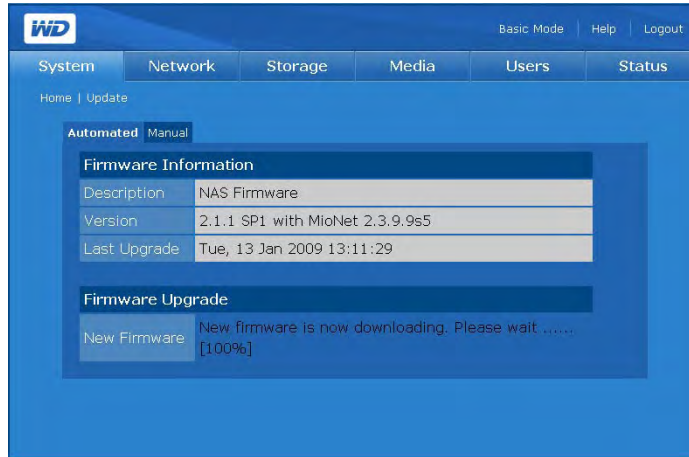 WD
Basic Mode | Help | Logout
System Network Storage Media Users Status
Home | Update
Automated Manual
Firmware Information
Description NAS Firmware
Version 2.1.1 SP1 with MioNet 2.3.9.9s5
Last Upgrade Tue, 13 Jan 2009 13:11:29
Firmware Upgrade
New Firmware New firmware is now downloading. Please wait ......
[100%]